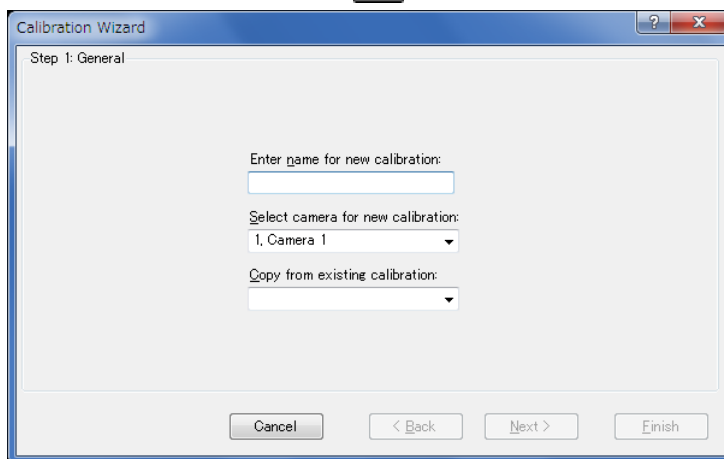 Calibration Wizard
?
X
Step 1: General
Enter name for new calibration:
Select camera for new calibration:
1, Camera 1
Copy from existing calibration:
Cancel
< Back
Next >
Finish